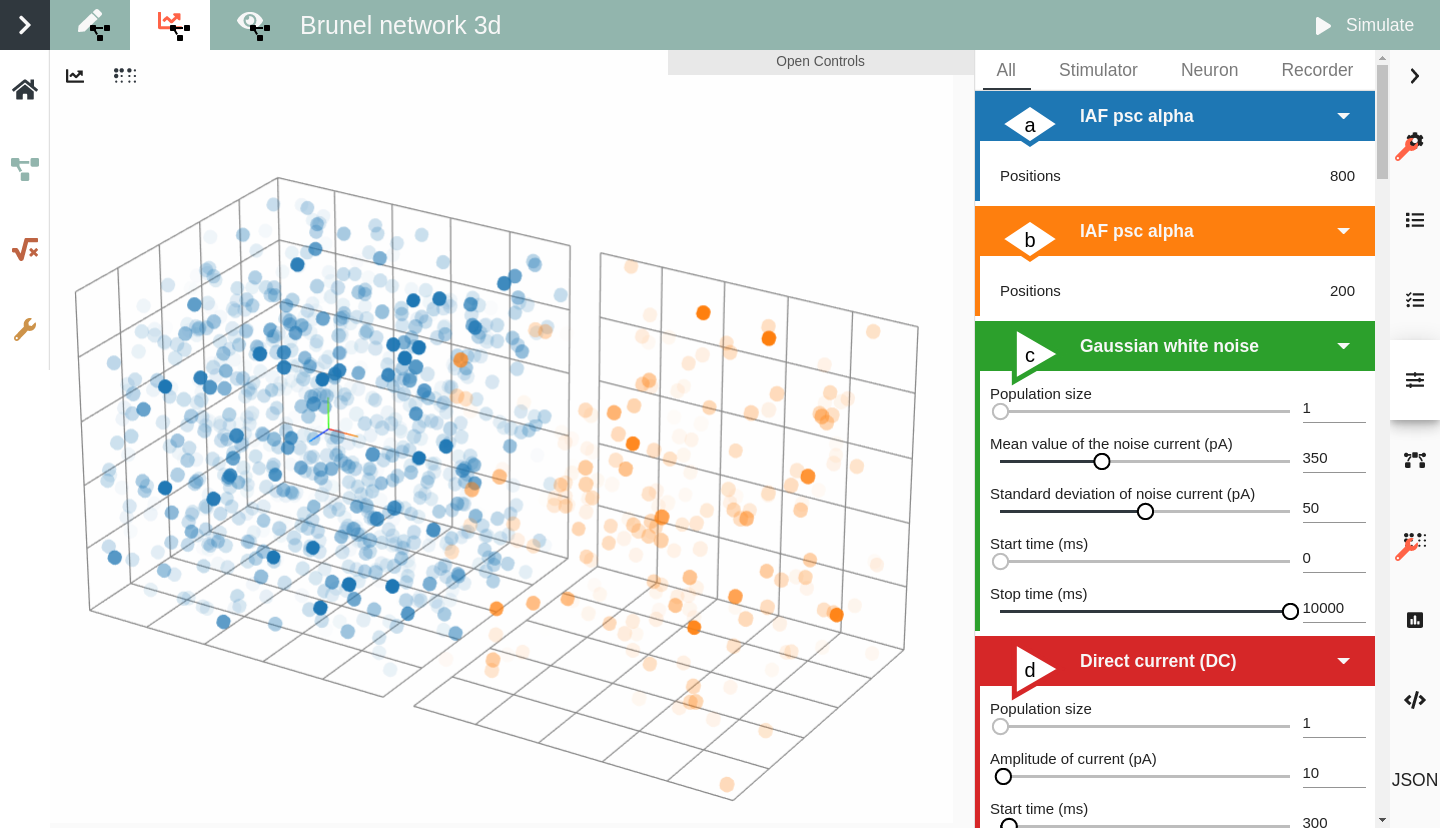 Brunel network 3d
Simulate
Open Controls
All Stimulator Neuron Recorder
a IAF psc alpha
Positions 800
b IAF psc alpha
Positions 200
c Gaussian white noise
Population size
1
Mean value of the noise current (pA)
350
Standard deviation of noise current (pA)
50
Start time (ms)
0
Stop time (ms)
10000
d Direct current (DC)
Population size
1
Amplitude of current (pA)
10
Start time (ms)
300
JSON